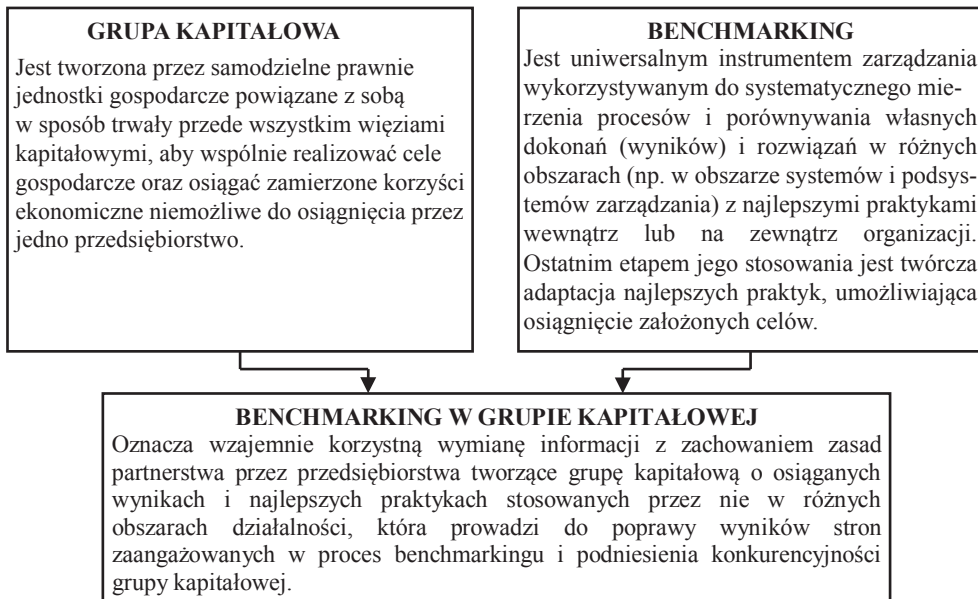 GRUPA KAPITAŁOWA
Jest tworzona przez samodzielne prawnie
jednostki gospodarcze powiązane z sobą
w sposób trwały przede wszystkim więziami
kapitałowymi, aby wspólnie realizować cele
gospodarcze oraz osiągać zamierzone korzyści
ekonomiczne niemożliwe do osiągnięcia przez
jedno przedsiębiorstwo.
BENCHMARKING
Jest uniwersalnym instrumentem zarządzania
wykorzystywanym do systematycznego mie-
rzenia procesów i porównywania własnych
dokonań (wyników) i rozwiązań w różnych
obszarach (np. w obszarze systemów i podsys-
temów zarządzania) z najlepszymi praktykami
wewnątrz lub na zewnątrz organizacji.
Ostatnim etapem jego stosowania jest twórcza
adaptacja najlepszych praktyk, umożliwiająca
osiągnięcie założonych celów.
BENCHMARKING W GRUPIE KAPITAŁOWEJ
Oznacza wzajemnie korzystną wymianę informacji z zachowaniem zasad
partnerstwa przez przedsiębiorstwa tworzące grupę kapitałową o osiąganych
wynikach i najlepszych praktykach stosowanych przez nie w różnych
obszarach działalności, która prowadzi do poprawy wyników stron
zaangażowanych w proces benchmarkingu i podniesienia konkurencyjności
grupy kapitałowej.